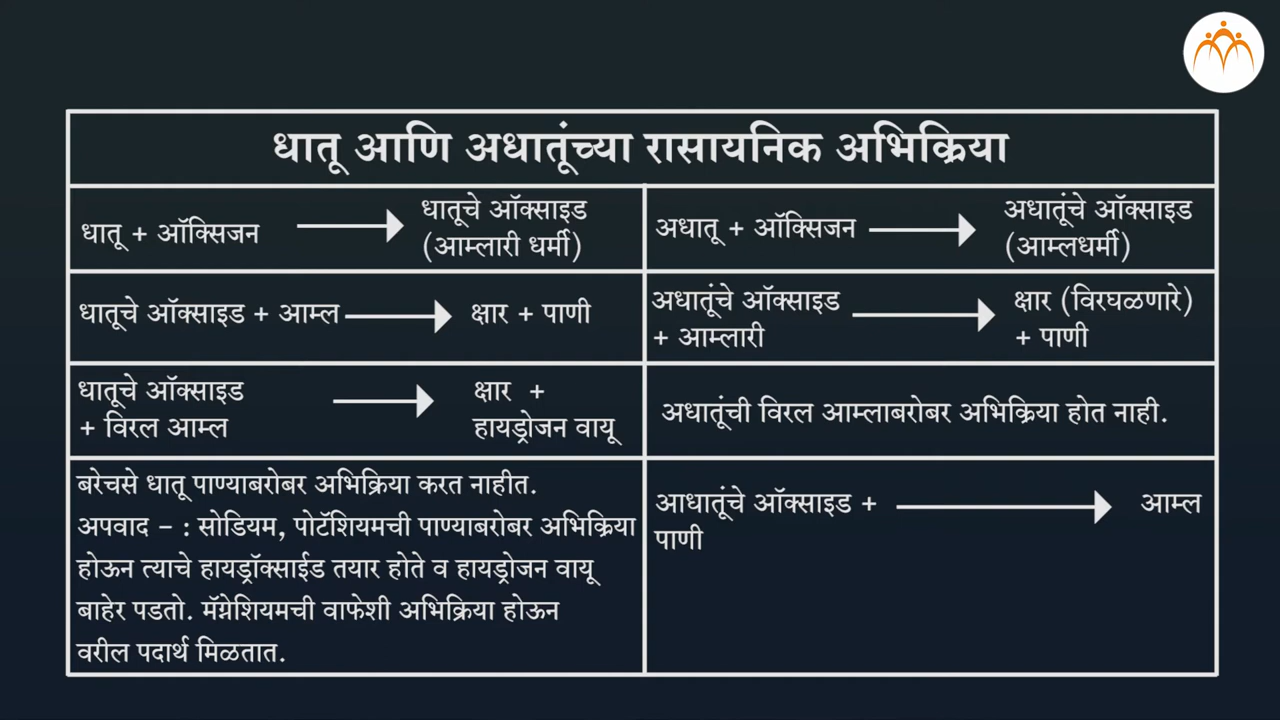 धातू आणि अधातूंच्या रासायनिक अभिक्रिया
धातू + ऑक्सिजन → धातूचे ऑक्साइड
(आम्लारी धर्मी)
अधातू + ऑक्सिजन → अधातूंचे ऑक्साइड
(आम्लधर्मी)
धातूचे ऑक्साइड + आम्ल → क्षार + पाणी
अधातूंचे ऑक्साइड → क्षार (विरघळणारे)
+ आम्लारी + पाणी
धातूचे ऑक्साइड → क्षार +
+ विरल आम्ल हायड्रोजन वायू
अधातूंची विरल आम्लाबरोबर अभिक्रिया होत नाही.
बरेचसे धातू पाण्याबरोबर अभिक्रिया करत नाहीत.
अपवाद – : सोडियम, पोटॅशियमची पाण्याबरोबर अभिक्रिया
होऊन त्याचे हायड्रॉक्साईड तयार होते व हायड्रोजन वायू
बाहेर पडतो. मॅग्नेशियमची वाफेशी अभिक्रिया होऊन
वरील पदार्थ मिळतात.
आधातूंचे ऑक्साइड + → आम्ल
पाणी